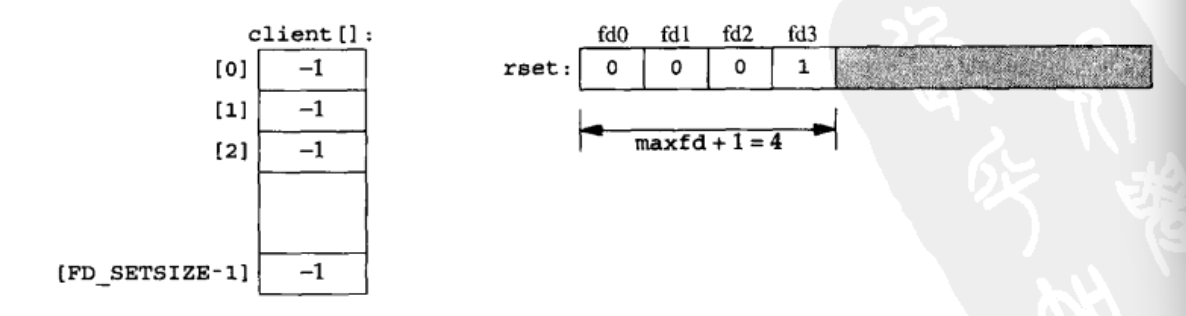 client[]:
[0] -1
[1] -1
[2] -1
[FD_SETSIZE-1] -1
fd0 fd1 fd2 fd3
rset: 0 0 0 1
maxfd + 1 = 4